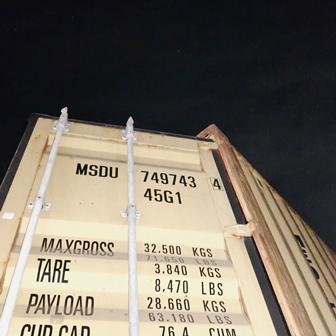 MSDU 749743 4
45G1
MAXGROSS 32.500 KGS
71.650 LBS
TARE 3.840 KGS
8,470 LBS
PAYLOAD 28.660 KGS
63.180 LBS
CUB.CAP. 76.4 CUM